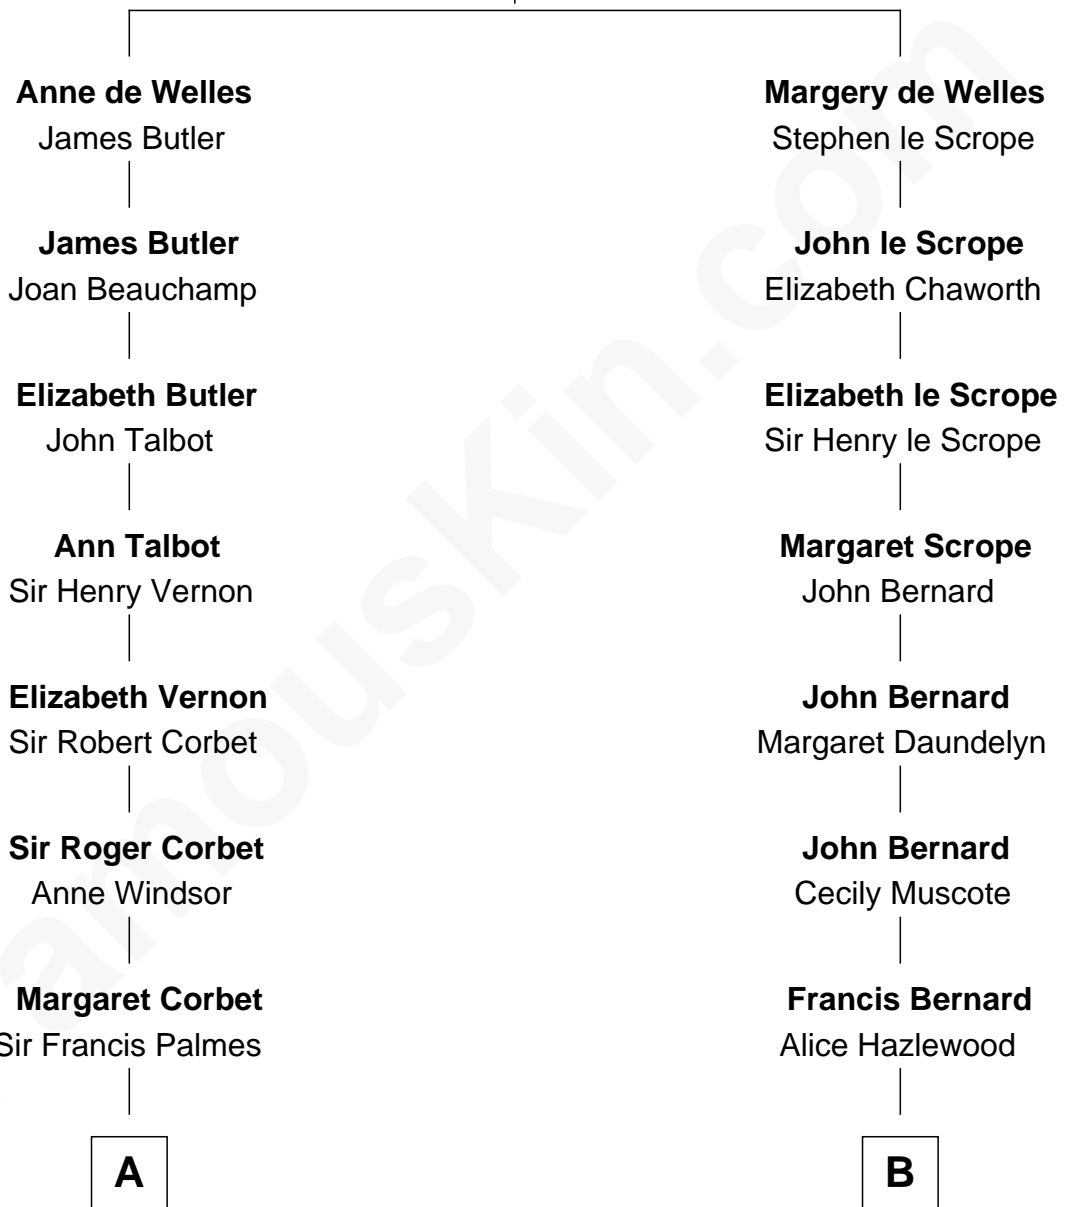 Anne de Welles
James Butler
James Butler
Joan Beauchamp
Elizabeth Butler
John Talbot
Ann Talbot
Sir Henry Vernon
Elizabeth Vernon
Sir Robert Corbet
Sir Roger Corbet
Anne Windsor
Margaret Corbet
Sir Francis Palmes
A
Margery de Welles
Stephen le Scrope
John le Scrope
Elizabeth Chaworth
Elizabeth le Scrope
Sir Henry le Scrope
Margaret Scrope
John Bernard
John Bernard
Margaret Daundelyn
John Bernard
Cecily Muscote
Francis Bernard
Alice Hazlewood
B
amouskin.com